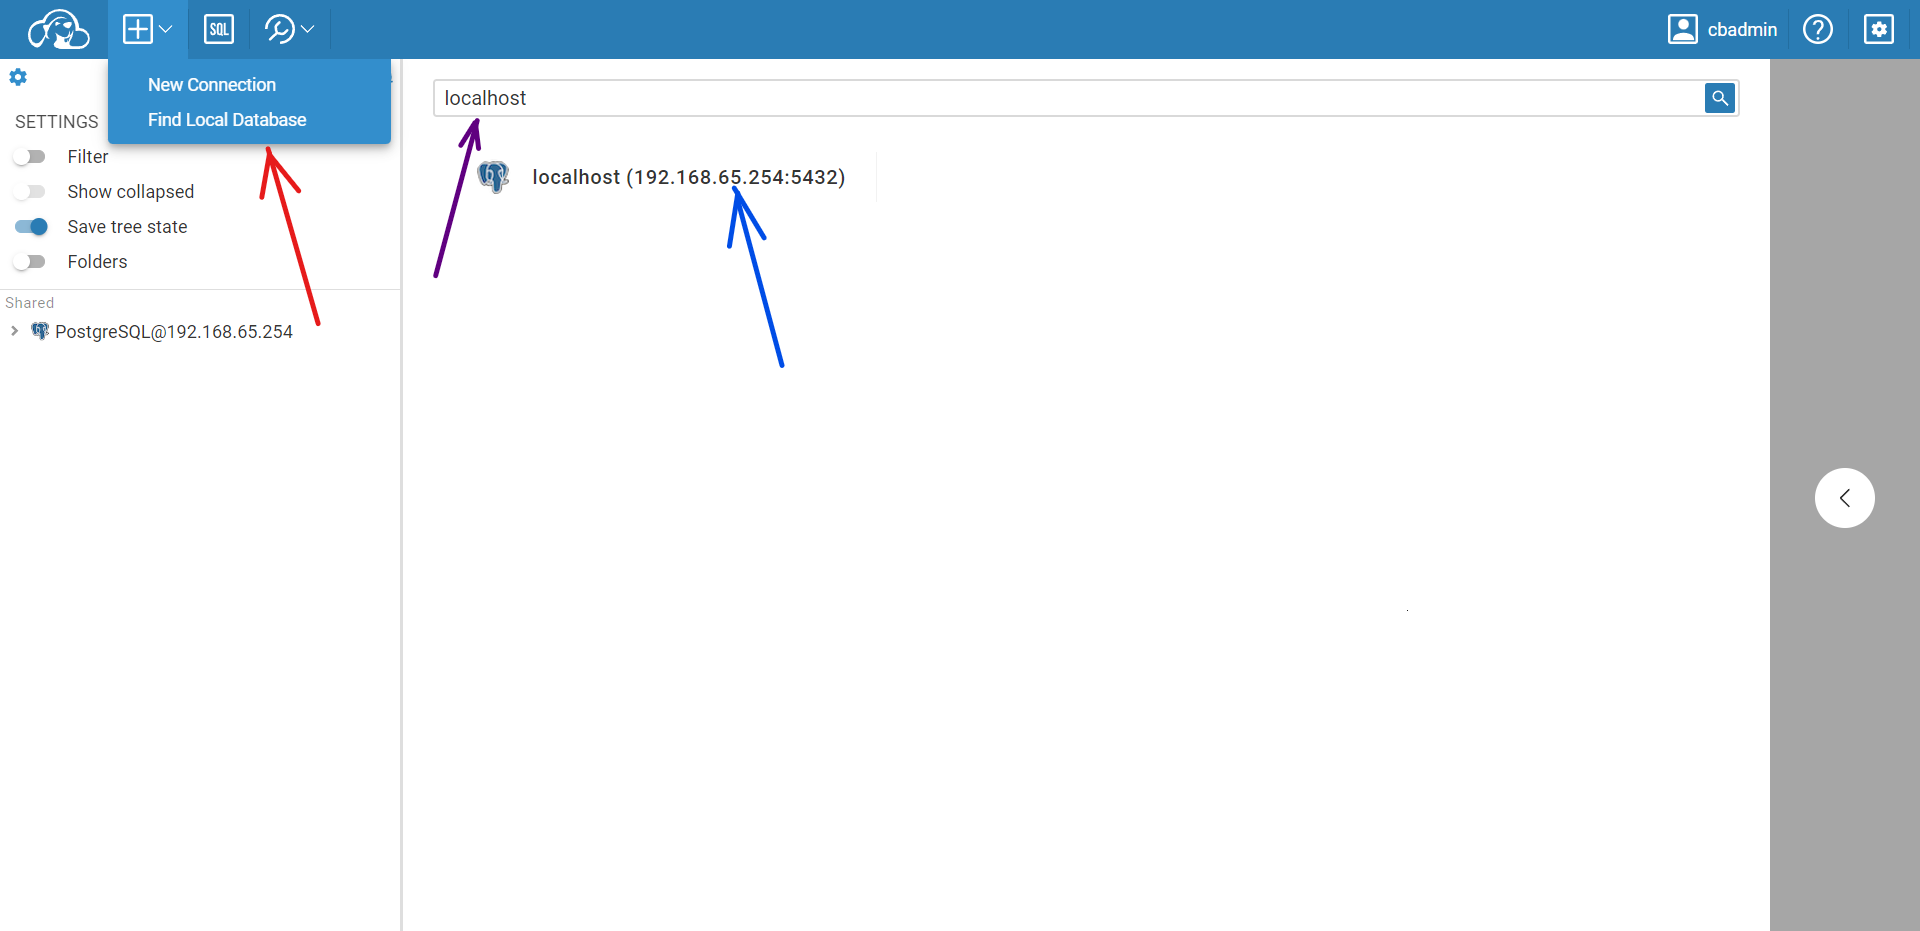 SQL
cbadmin
New Connection
Find Local Database
localhost
SETTINGS
Filter
Show collapsed
Save tree state
Folders
localhost (192.168.65.254:5432)
Shared
PostgreSQL@192.168.65.254